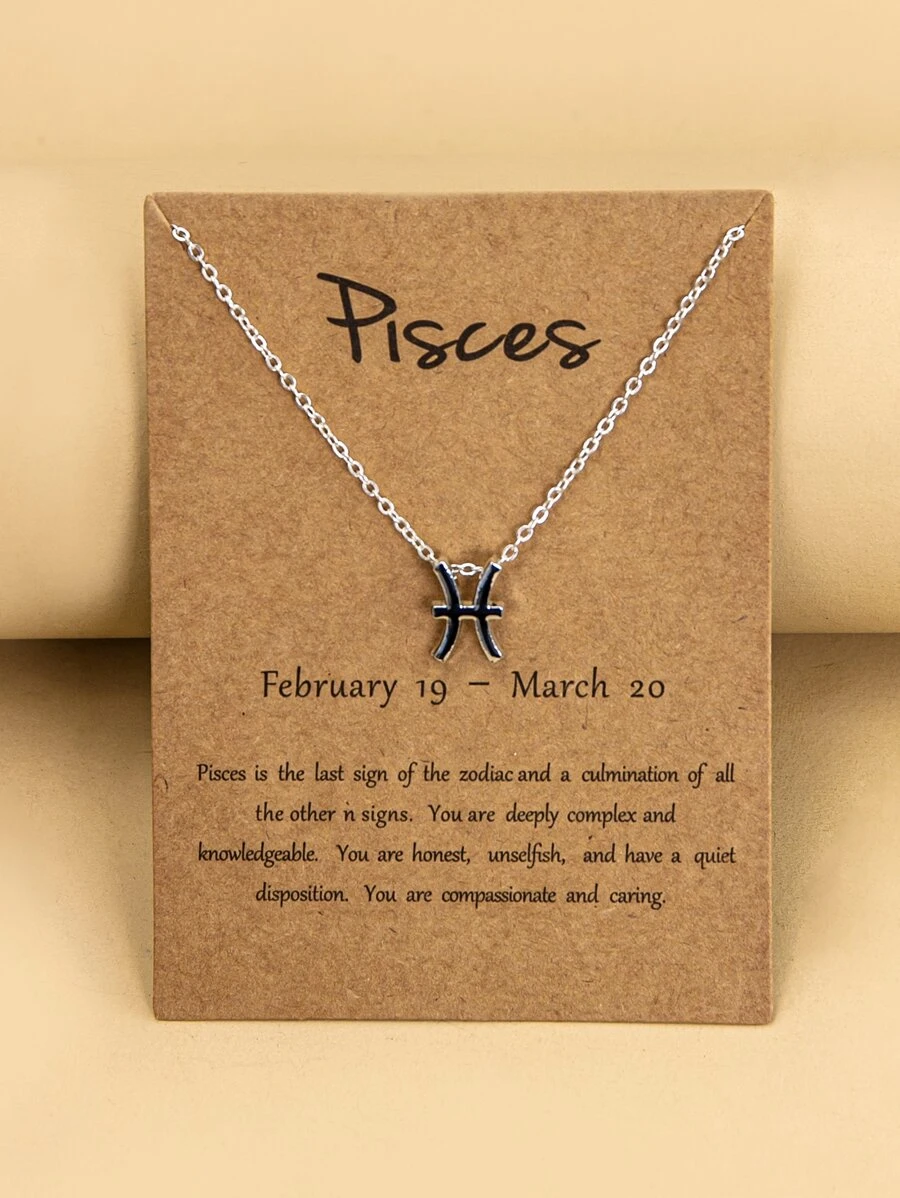 Pisces
February 19 – March 20
Pisces is the last sign of the zodiac and a culmination of all
the other n signs. You are deeply complex and
knowledgeable. You are honest, unselfish, and have a quiet
disposition. You are compassionate and caring.